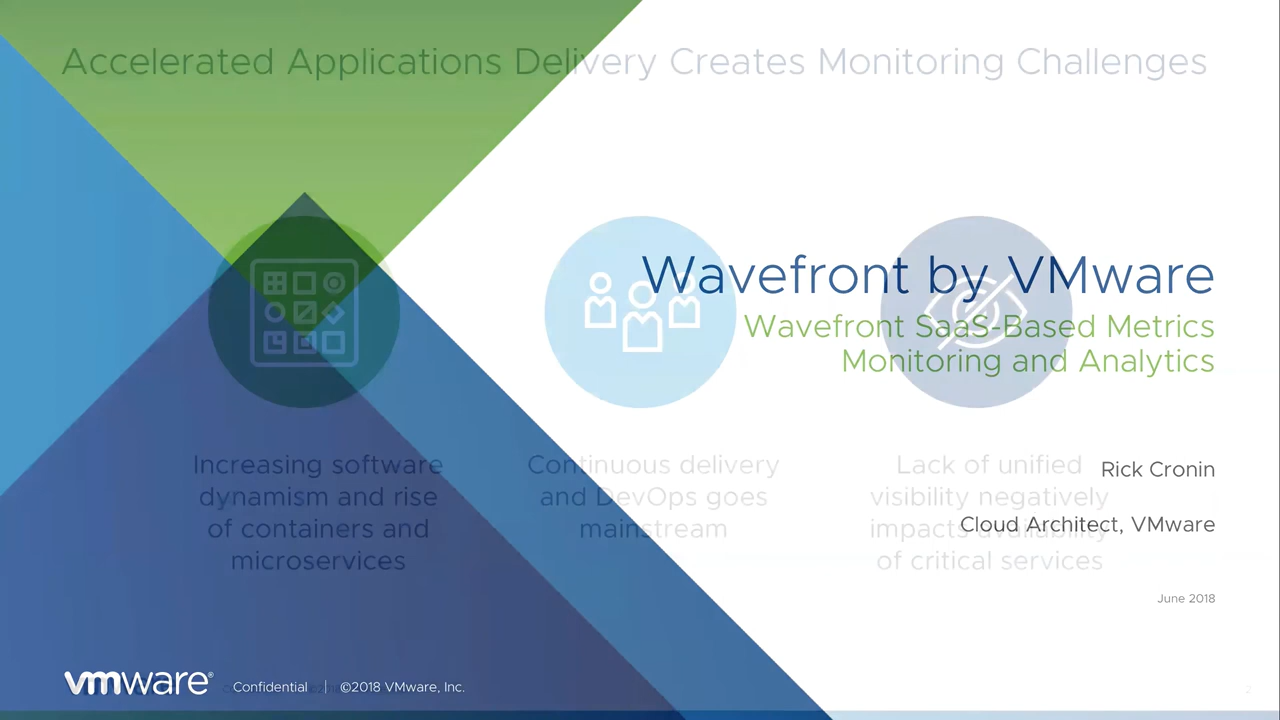 Accelerated Applications Delivery Creates Monitoring Challenges
Wavefront by VMware
Wavefront SaaS-Based Metrics
Monitoring and Analytics
Increasing software
dynamism and rise
of containers and
microservices
Continuous delivery
and DevOps goes
mainstream
Lack of unified
visibility negatively
impacts availability
of critical services
Rick Cronin
Cloud Architect, VMware
June 2018
vmware®
Confidential | ©2018 VMware, Inc.
2